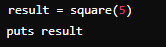 result = square(5)
puts result